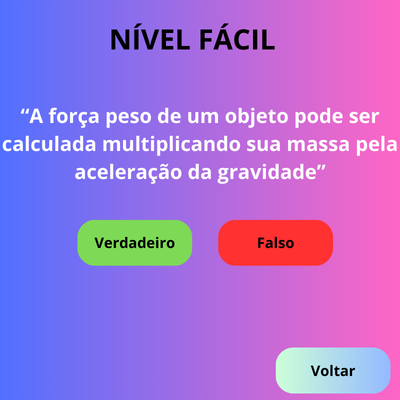 NÍVEL FÁCIL
“A força peso de um objeto pode ser
calculada multiplicando sua massa pela
aceleração da gravidade”
Verdadeiro
Falso
Voltar